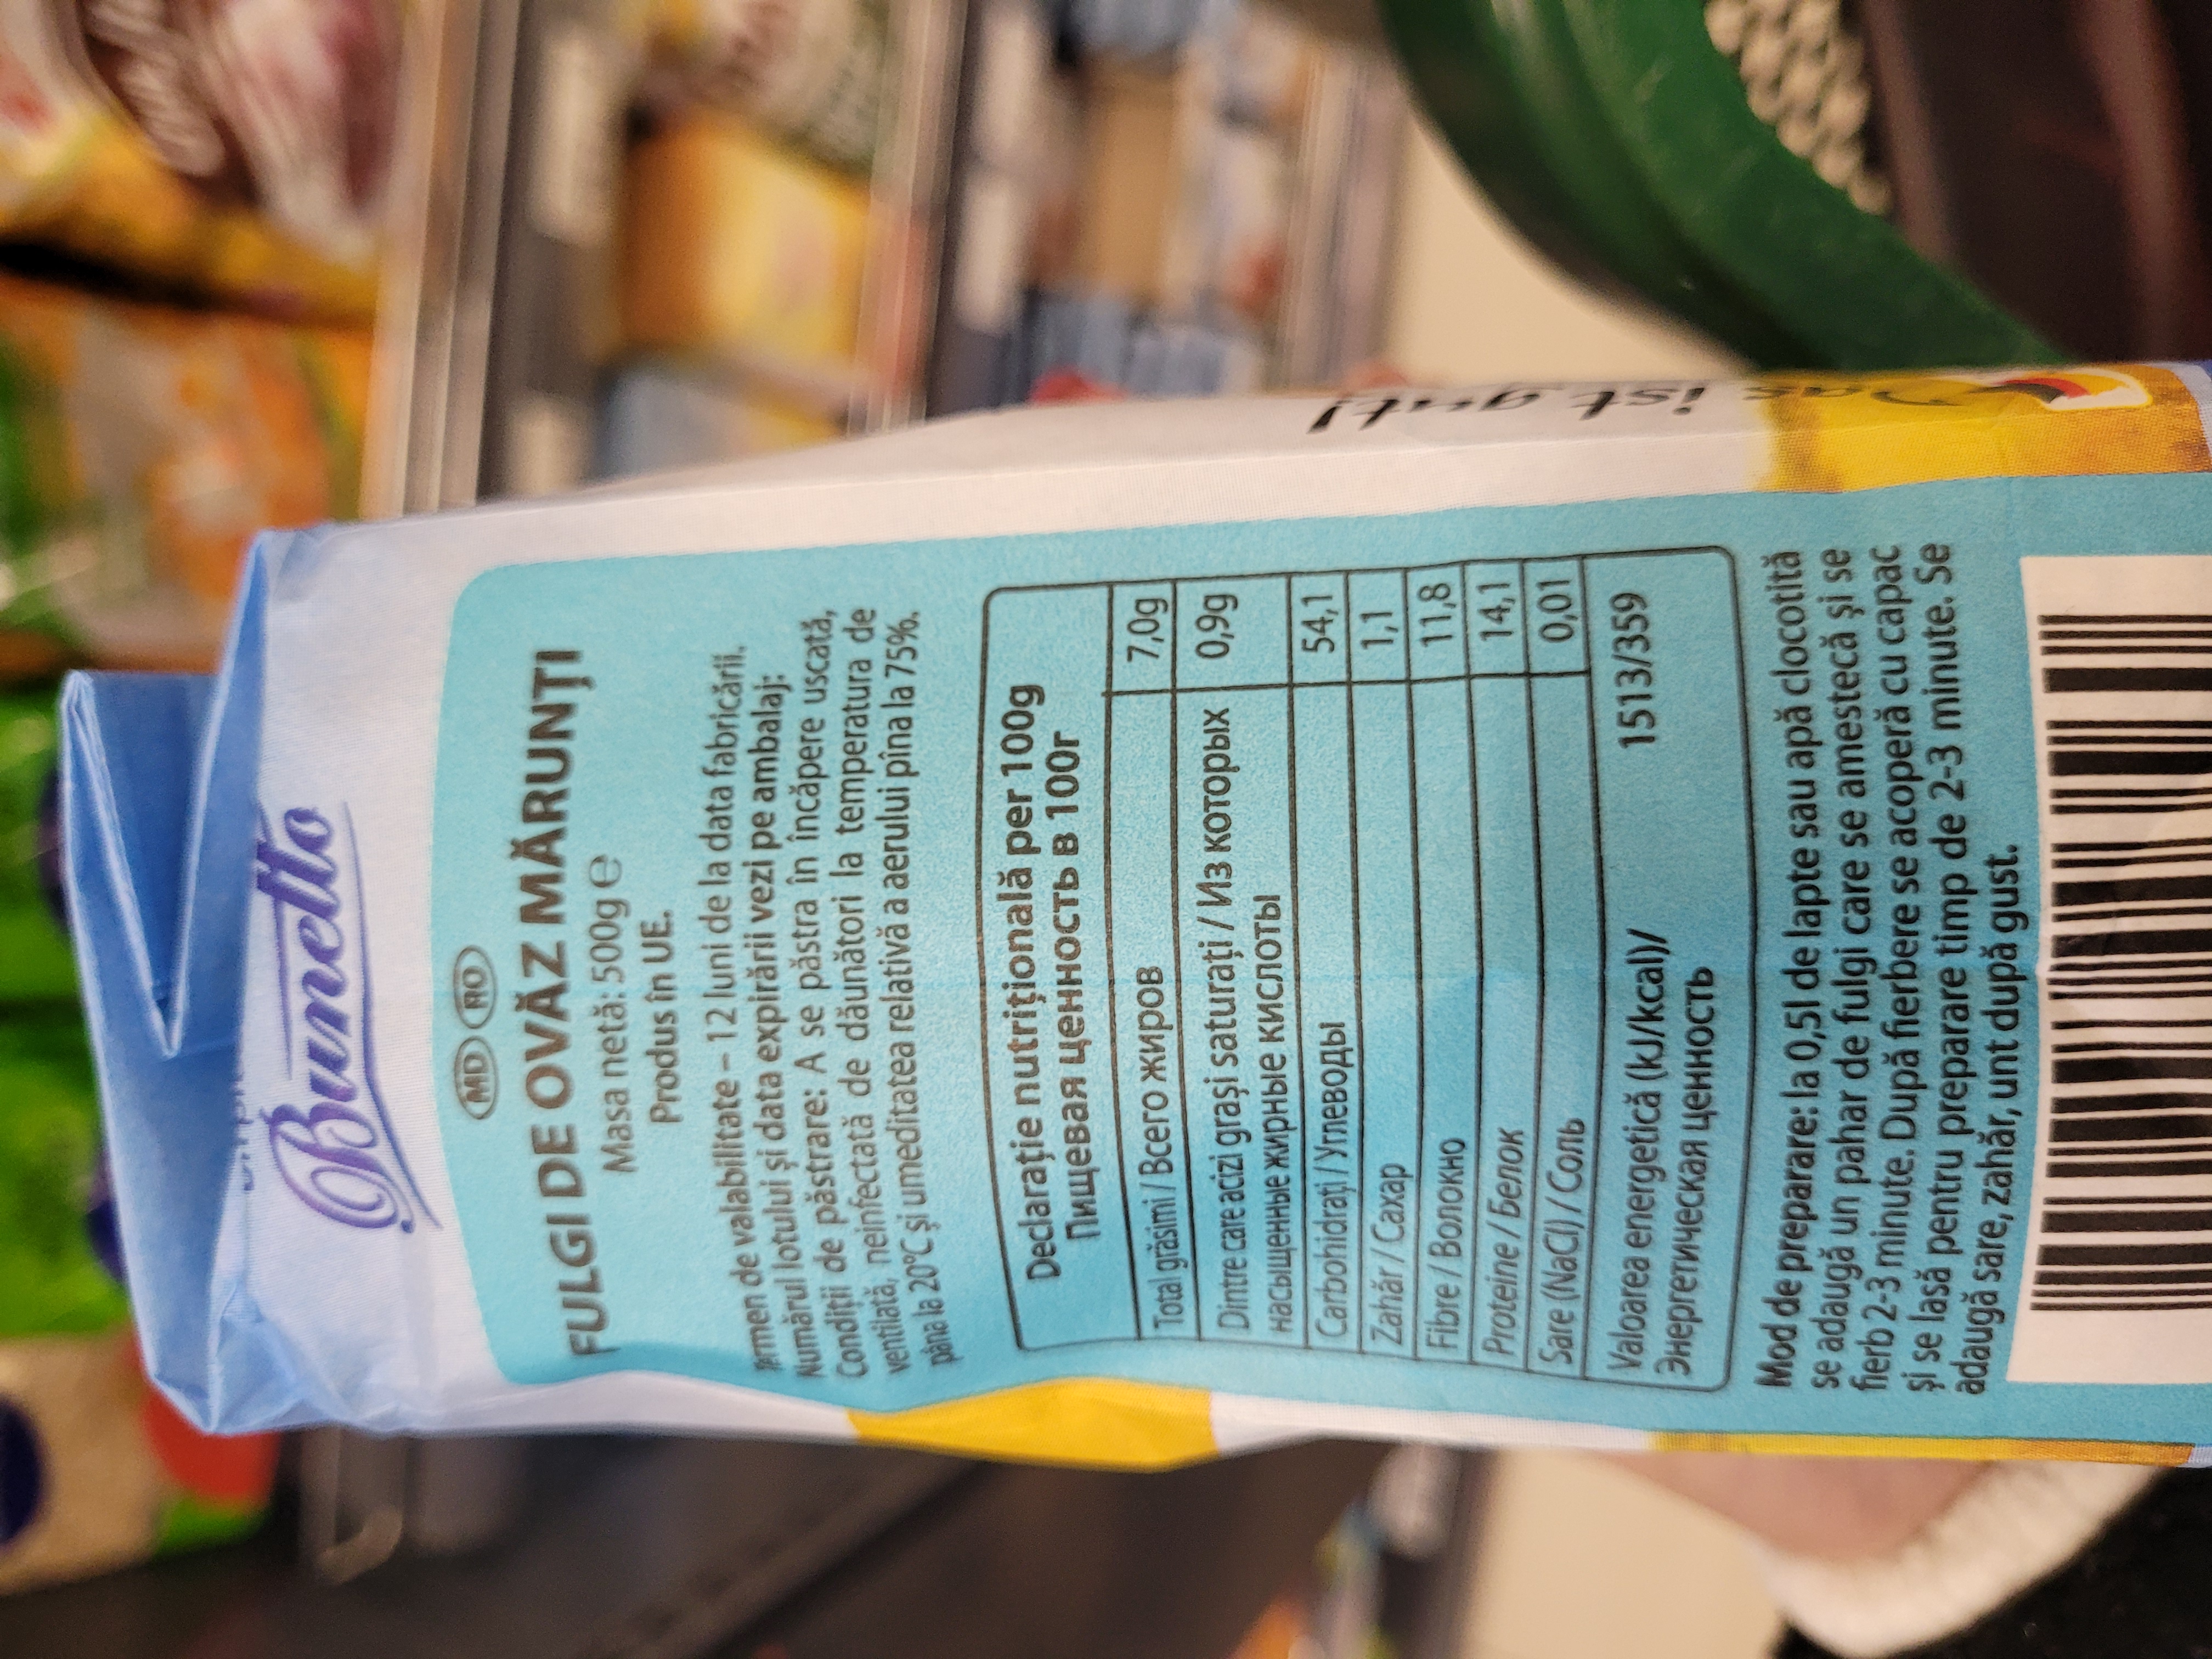 Brunetto
MD RO
FULGI DE OVĂZ MĂRUNȚI
Masa netă: 500g e
Produs în UE.
de valabilitate – 12 luni de la data fabricării.
Numărul lotului și data expirării vezi pe ambalaj:
Condiții de păstrare: A se păstra în încăpere uscată,
ventilată, neinfectată de dăunători la temperatura de
pâna la 20°C și umeditatea relativă a aerului pîna la 75%.
Declarație nutrițională per 100g
Пищевая ценность в 100г
Total grăsimi / Всего жиров 7,0g
Dintre care acizi grași saturați / Из которых 0,9g
насыщенные жирные кислоты
Carbohidrați / Углеводы 54,1
Zahăr / Сахар 1,1
Fibre / Волокно 11,8
Proteine / Белок 14,1
Sare (NaCl) / Соль 0,01
Valoarea energetică (kJ/kcal)/ 1513/359
Энергетическая ценность
Mod de preparare: la 0,5l de lapte sau apă clocotită
se adaugă un pahar de fulgi care se amestecă și se
fierb 2-3 minute. După fierbere se acoperă cu capac
și se lasă pentru preparare timp de 2-3 minute. Se
adaugă sare, zahăr, unt după gust.
Das ist gut!